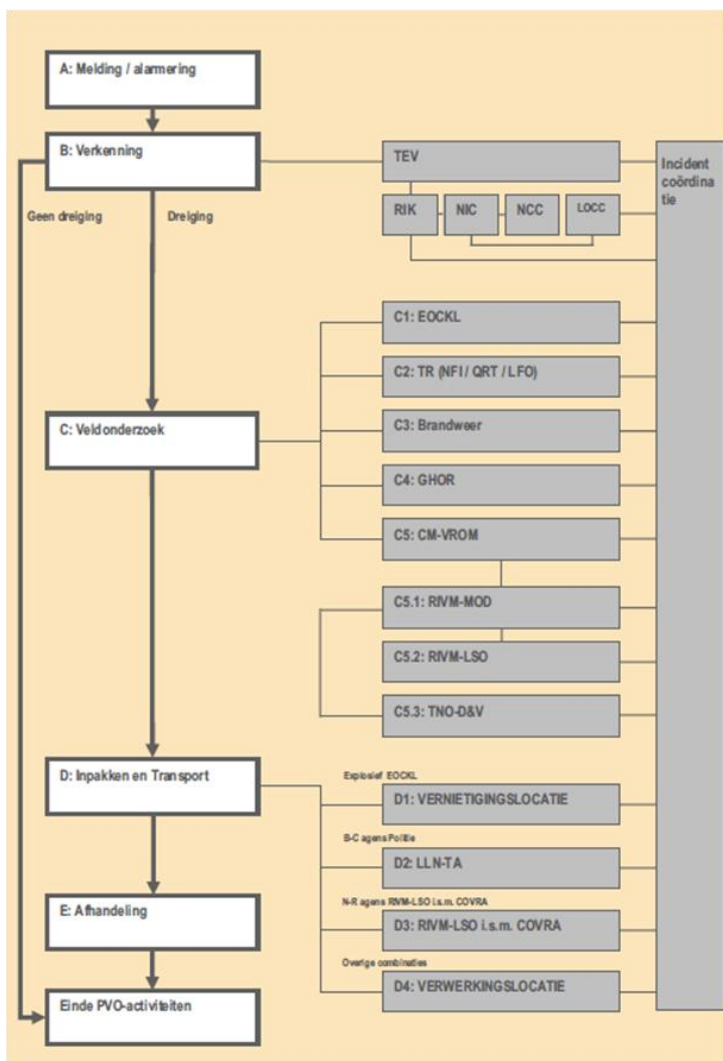 A: Melding / alarmering
B: Verkenning
TEV
Incident
coördina
tie
Geen dreiging
Dreiging
RIK
NIC
NCC
LOCC
C1: EOCKL
C2: TR (NFI / QRT / LFO)
C: Veldonderzoek
C3: Brandweer
C4: GHOR
C5: CM-VROM
C5.1: RIVM-MOD
C5.2: RIVM-LSO
C5.3: TNO-D&V
D: Inpakken en Transport
Explosief EOCKL
D1: VERNIETIGINGSLOCATIE
B-C agens Politie
D2: LLN-TA
N-R agens RIVM-LSO i.s.m. COVRA
E: Afhandeling
D3: RIVM-LSO i.s.m. COVRA
Overige combinaties
Einde PVO-activiteiten
D4: VERWERKINGSLOCATIE